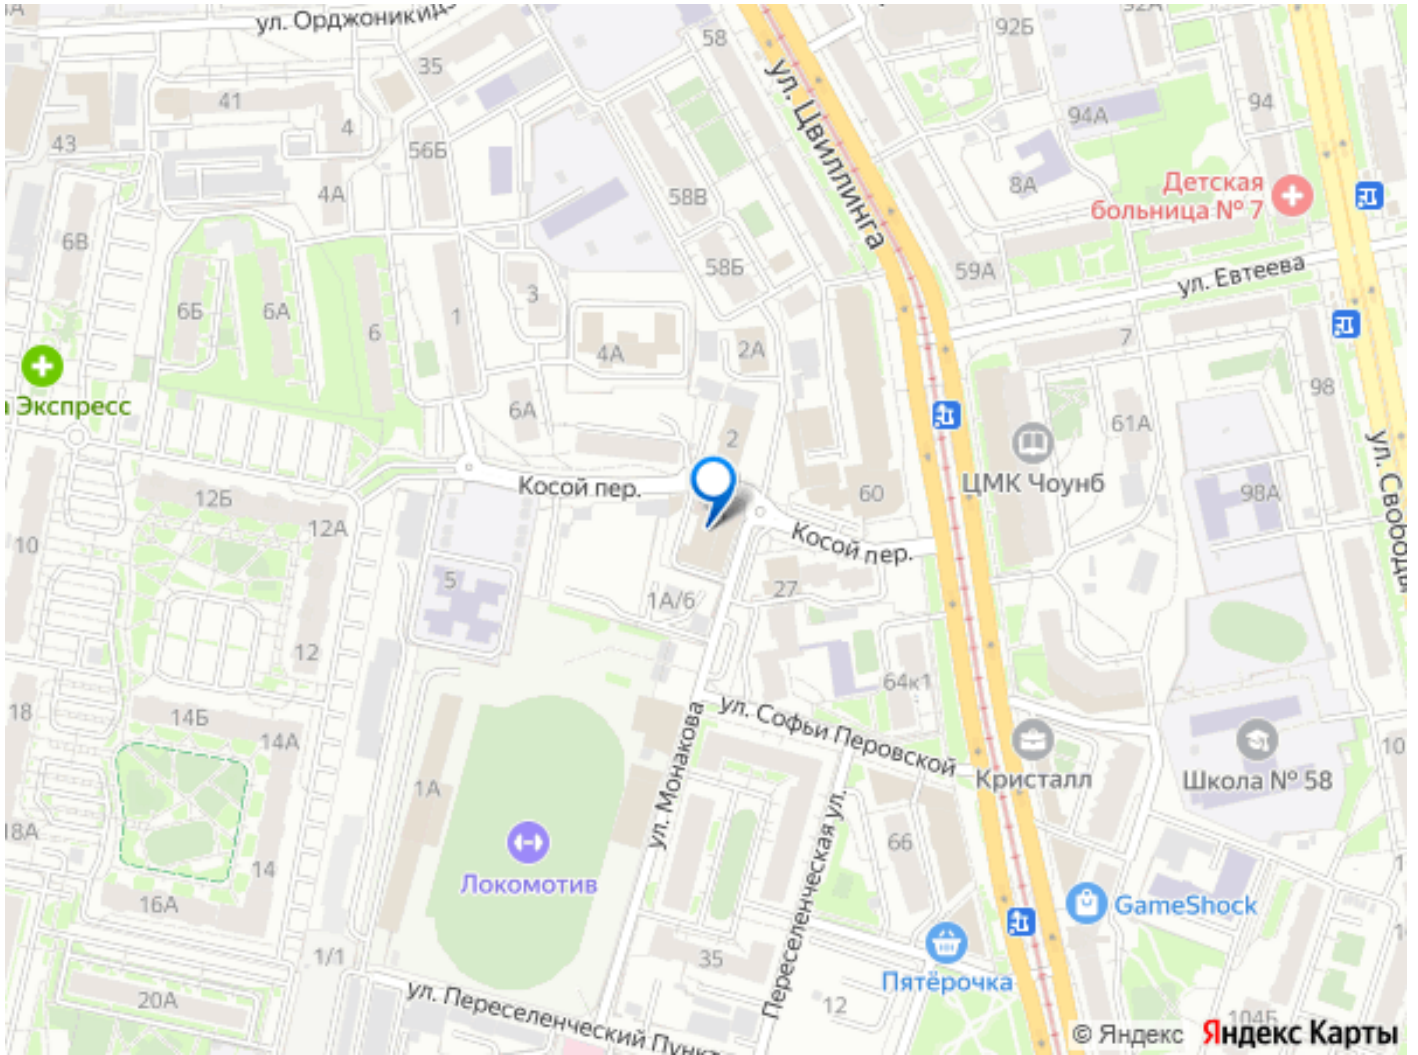 ул. Орджоникидз
58
92Б
92А
35
41
4
43
56Б
94А
94
ул. Цвиллинга
4А
58В
8А
Детская
больница № 7
6В
58Б
59А
ул. Евтеева
3
6Б
6А
6
1
4А
2А
7
98
а Экспресс
6А
2
61А
ул. Свободы
ЦМК Чоунб
12Б
Косой пер.
60
98А
12А
10
Косой пер.
5
1А/6
27
12
64к1
18
14Б
ул. Софьи Перовской
14А
ул. Монакова
Кристалл
Школа № 58
10
1А
18А
Переселенческая ул.
66
14
Локомотив
16А
GameShock
1/1
35
Пятёрочка
20А
ул. Переселенческий Пункт
12
104Б
© Яндекс Яндекс Карты